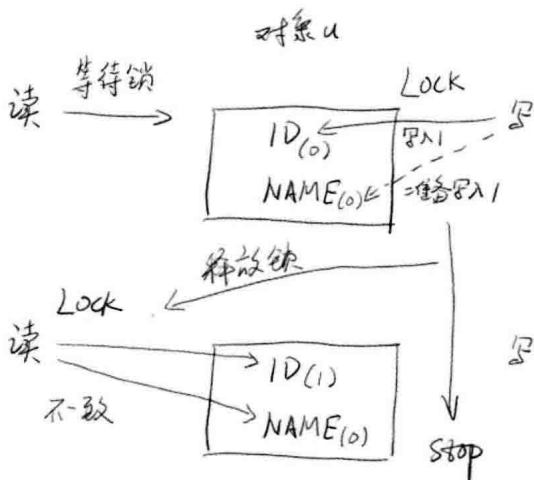 对象u
读 等待锁 LOCK 写
ID(0) 写入1
NAME(0) 准备写入1
释放锁
LOCK
读 ID(1) 写
不一致 NAME(0) stop